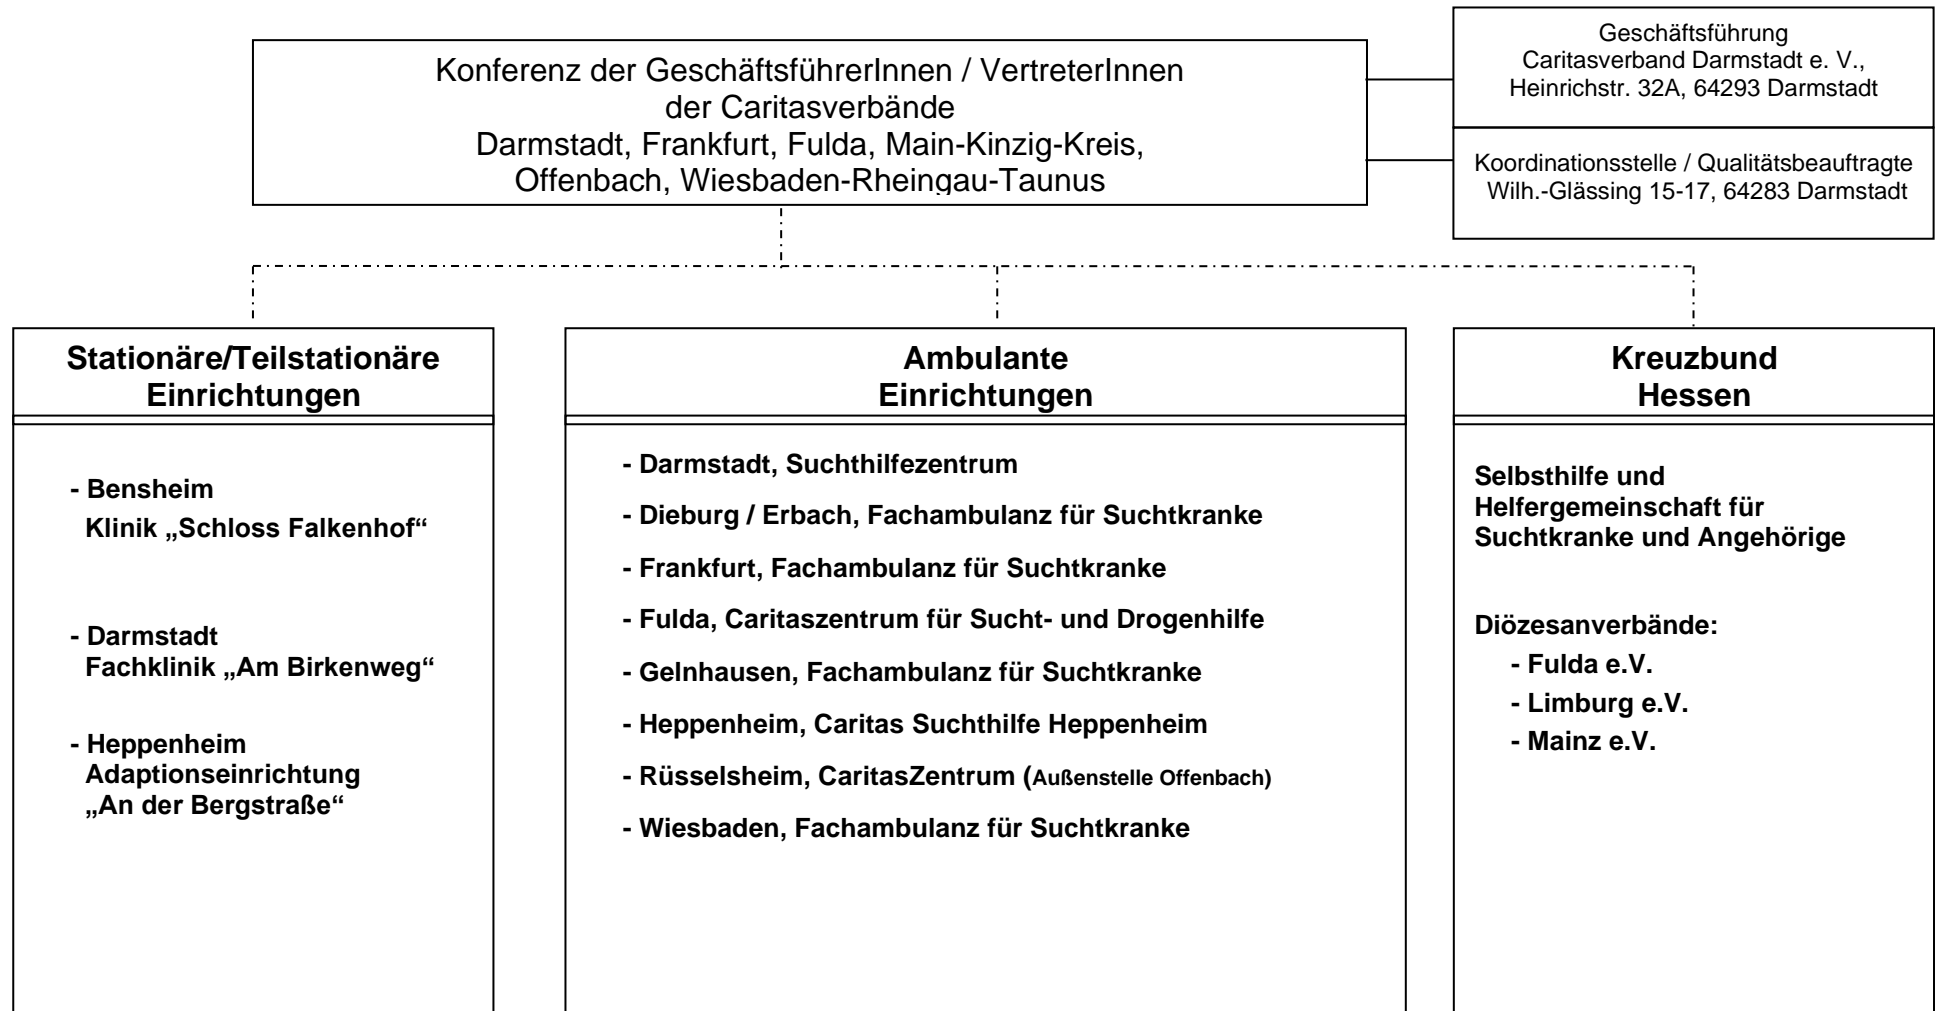 Konferenz der GeschäftsführerInnen / VertreterInnen
der Caritasverbände
Darmstadt, Frankfurt, Fulda, Main-Kinzig-Kreis,
Offenbach, Wiesbaden-Rheingau-Taunus
Geschäftsführung
Caritasverband Darmstadt e. V.,
Heinrichstr. 32A, 64293 Darmstadt
Koordinationsstelle / Qualitätsbeauftragte
Wilh.-Glässing 15-17, 64283 Darmstadt
Stationäre/Teilstationäre
Einrichtungen
- Bensheim
Klinik „Schloss Falkenhof“
- Darmstadt
Fachklinik „Am Birkenweg“
- Heppenheim
Adaptionseinrichtung
„An der Bergstraße“
Ambulante
Einrichtungen
- Darmstadt, Suchthilfezentrum
- Dieburg / Erbach, Fachambulanz für Suchtkranke
- Frankfurt, Fachambulanz für Suchtkranke
- Fulda, Caritaszentrum für Sucht- und Drogenhilfe
- Gelnhausen, Fachambulanz für Suchtkranke
- Heppenheim, Caritas Suchthilfe Heppenheim
- Rüsselsheim, CaritasZentrum (Außenstelle Offenbach)
- Wiesbaden, Fachambulanz für Suchtkranke
Kreuzbund
Hessen
Selbsthilfe und
Helfergemeinschaft für
Suchtkranke und Angehörige
Diözesanverbände:
- Fulda e.V.
- Limburg e.V.
- Mainz e.V.